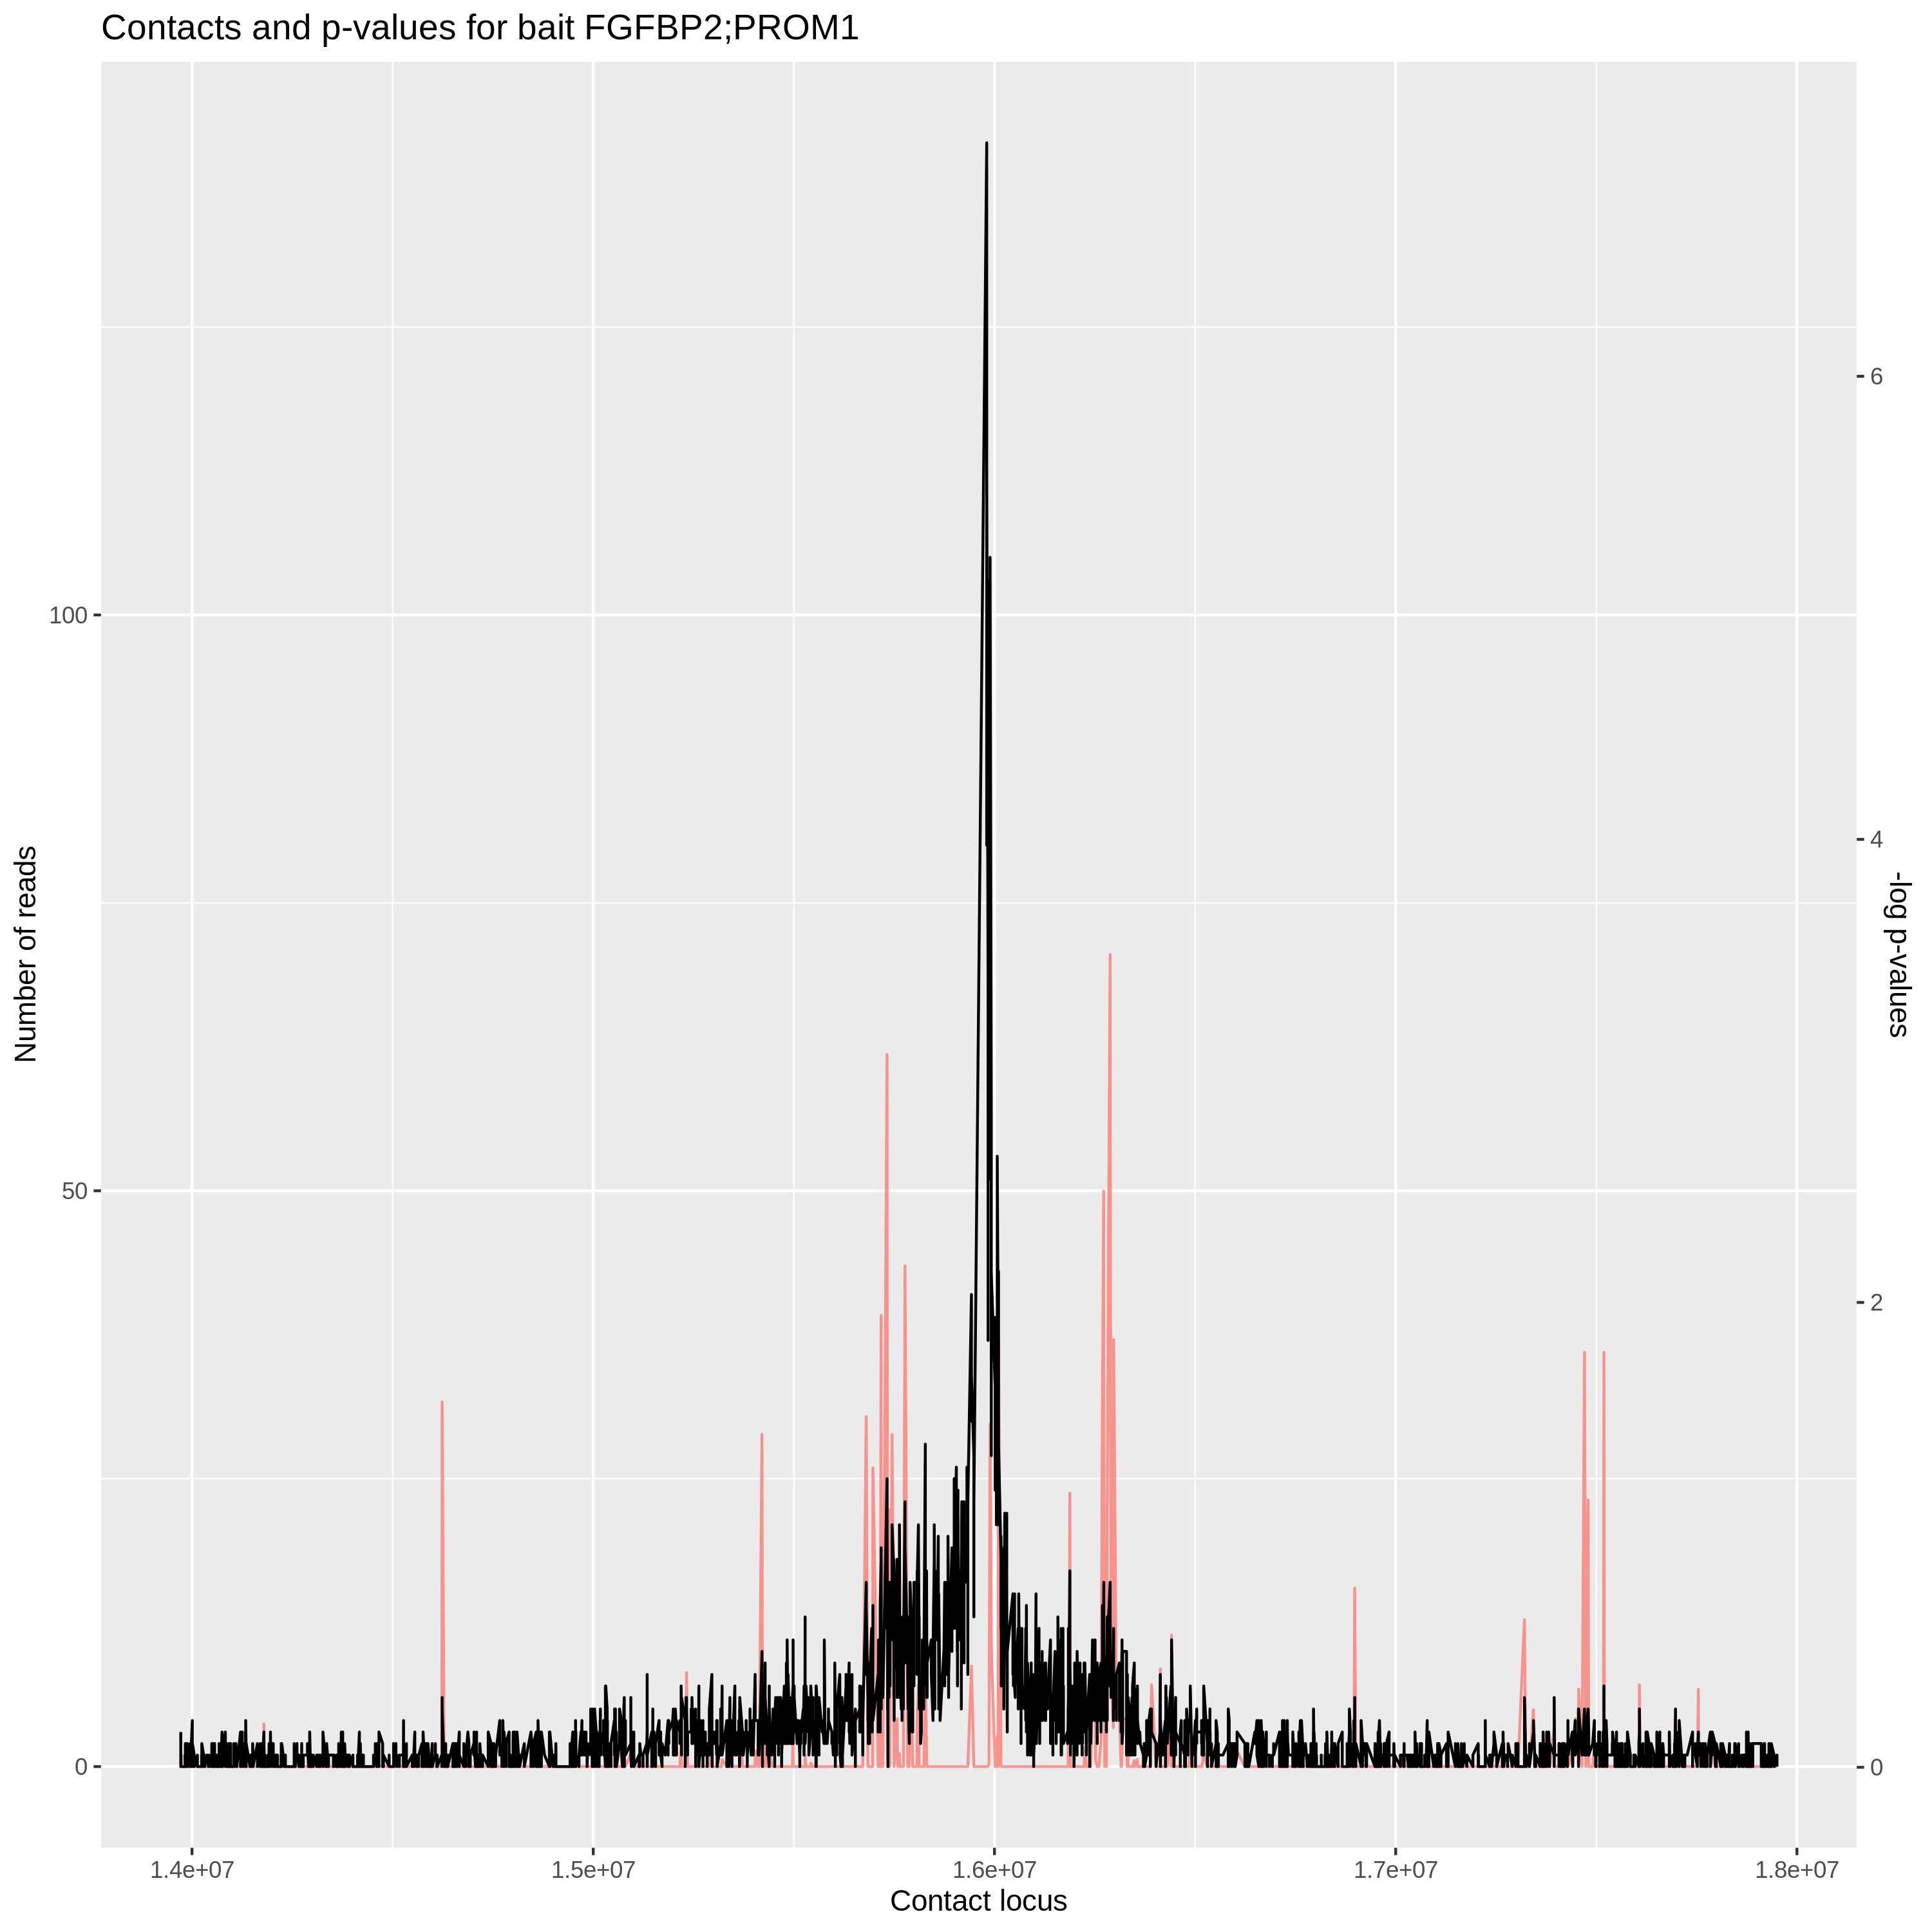 Contacts and p-values for bait FGFBP2;PROM1
Number of reads
100
50
0
6
4
2
0
-log p-values
1.4e+07 1.5e+07 1.6e+07 1.7e+07 1.8e+07
Contact locus